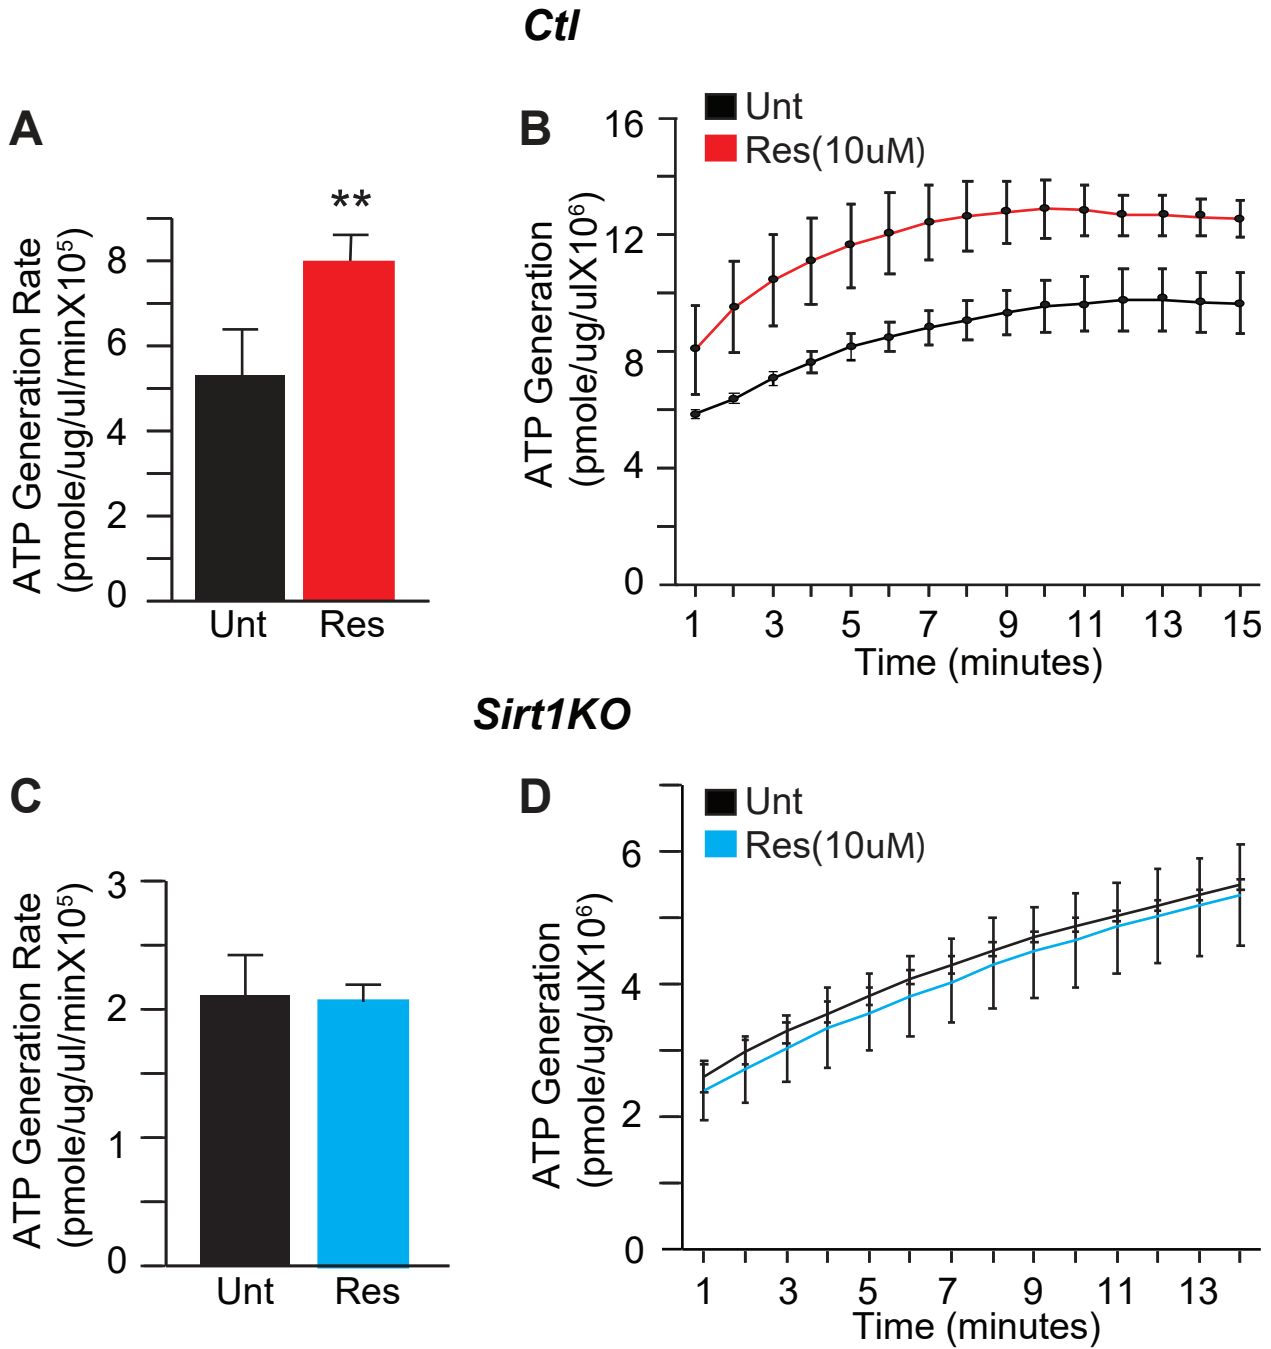 Ctl
A
**
ATP Generation Rate
(pmole/ug/ul/minX10⁵)
8
6
4
2
0
Unt Res
B
Unt
Res(10uM)
ATP Generation
(pmole/ug/ulX10⁶)
16
12
8
4
0
1 3 5 7 9 11 13 15
Time (minutes)
Sirt1KO
C
ATP Generation Rate
(pmole/ug/ul/minX10⁵)
3
2
1
0
Unt Res
D
Unt
Res(10uM)
ATP Generation
(pmole/ug/ulX10⁶)
6
4
2
0
1 3 5 7 9 11 13
Time (minutes)